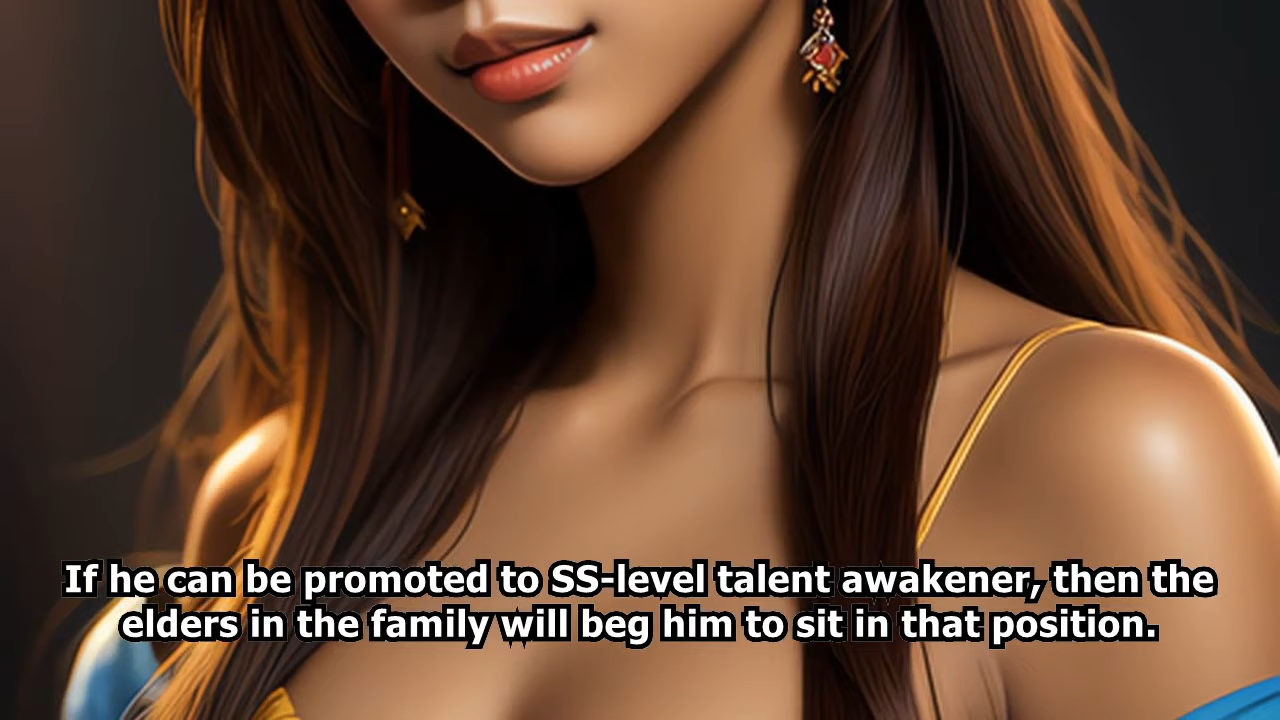 If he can be promoted to SS-level talent awakener, then the
elders in the family will beg him to sit in that position.